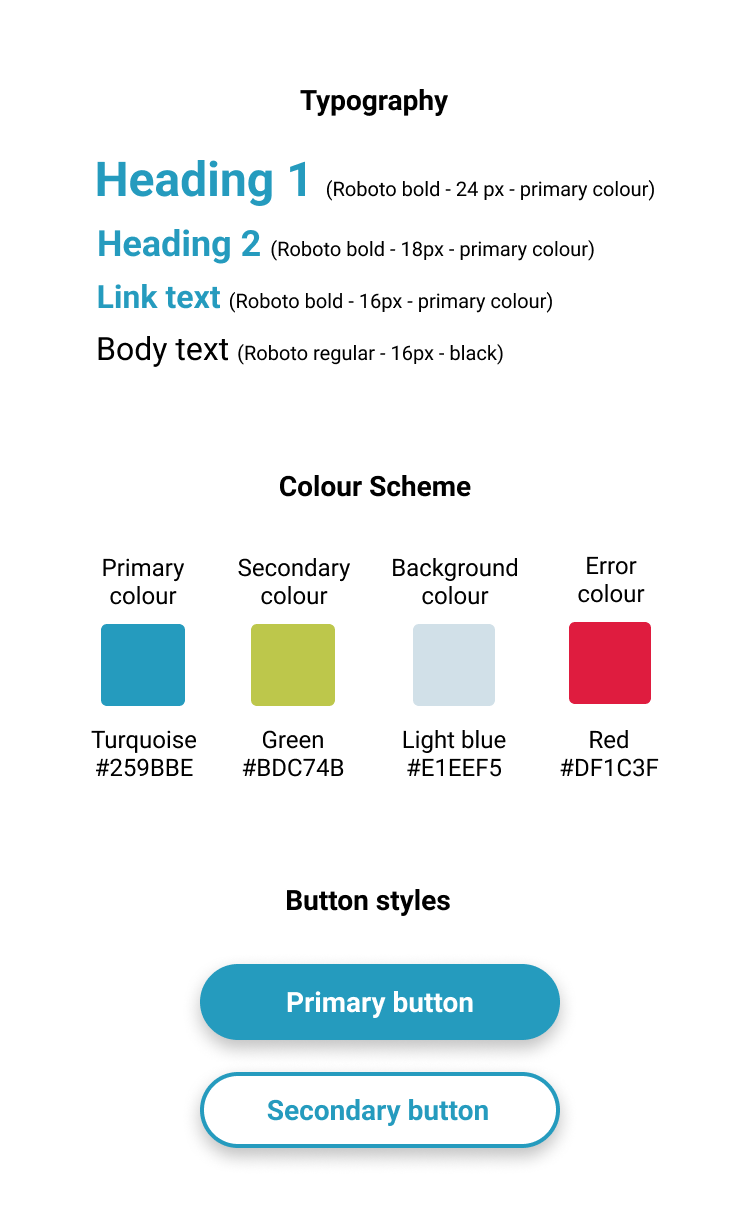 Typography
Heading 1 (Roboto bold - 24 px - primary colour)
Heading 2 (Roboto bold - 18px - primary colour)
Link text (Roboto bold - 16px - primary colour)
Body text (Roboto regular - 16px - black)
Colour Scheme
Primary
colour
Secondary
colour
Background
colour
Error
colour
Turquoise
#259BBE
Green
#BDC74B
Light blue
#E1EEF5
Red
#DF1C3F
Button styles
Primary button
Secondary button